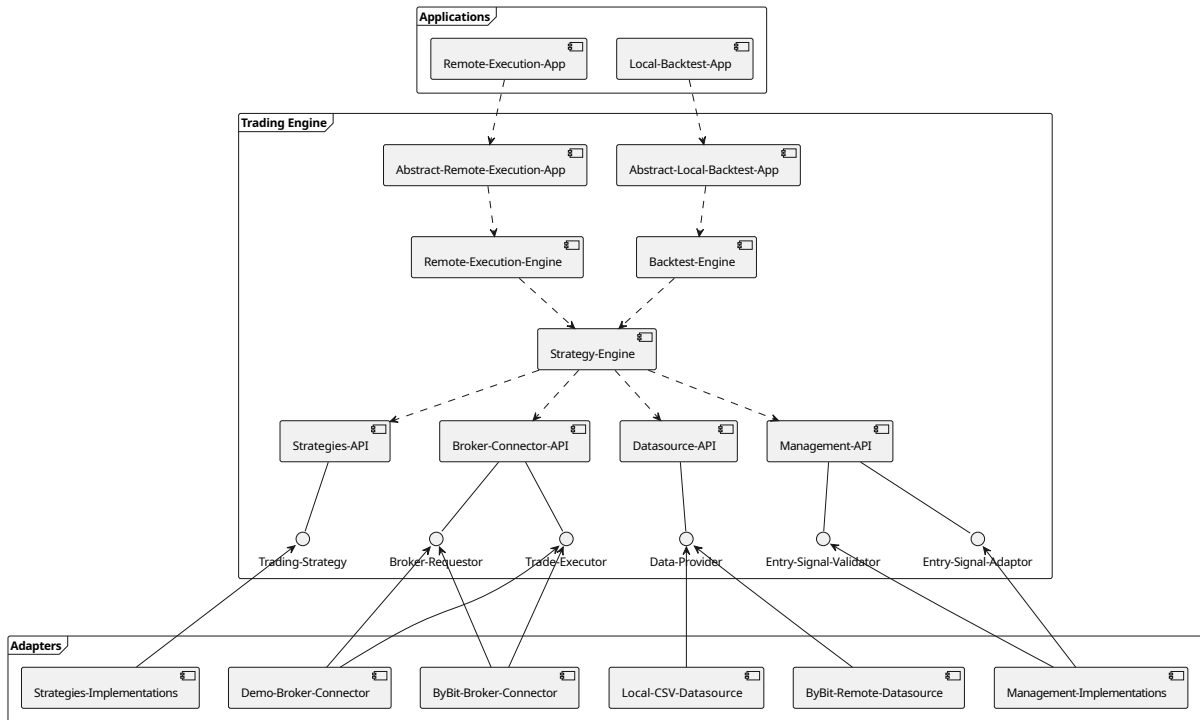 Applications
Remote-Execution-App
Local-Backtest-App
Trading Engine
Abstract-Remote-Execution-App
Abstract-Local-Backtest-App
Remote-Execution-Engine
Backtest-Engine
Strategy-Engine
Strategies-API
Broker-Connector-API
Datasource-API
Management-API
Trading-Strategy
Broker-Requestor
Trade-Executor
Data-Provider
Entry-Signal-Validator
Entry-Signal-Adaptor
Adapters
Strategies-Implementations
Demo-Broker-Connector
ByBit-Broker-Connector
Local-CSV-Datasource
ByBit-Remote-Datasource
Management-Implementations